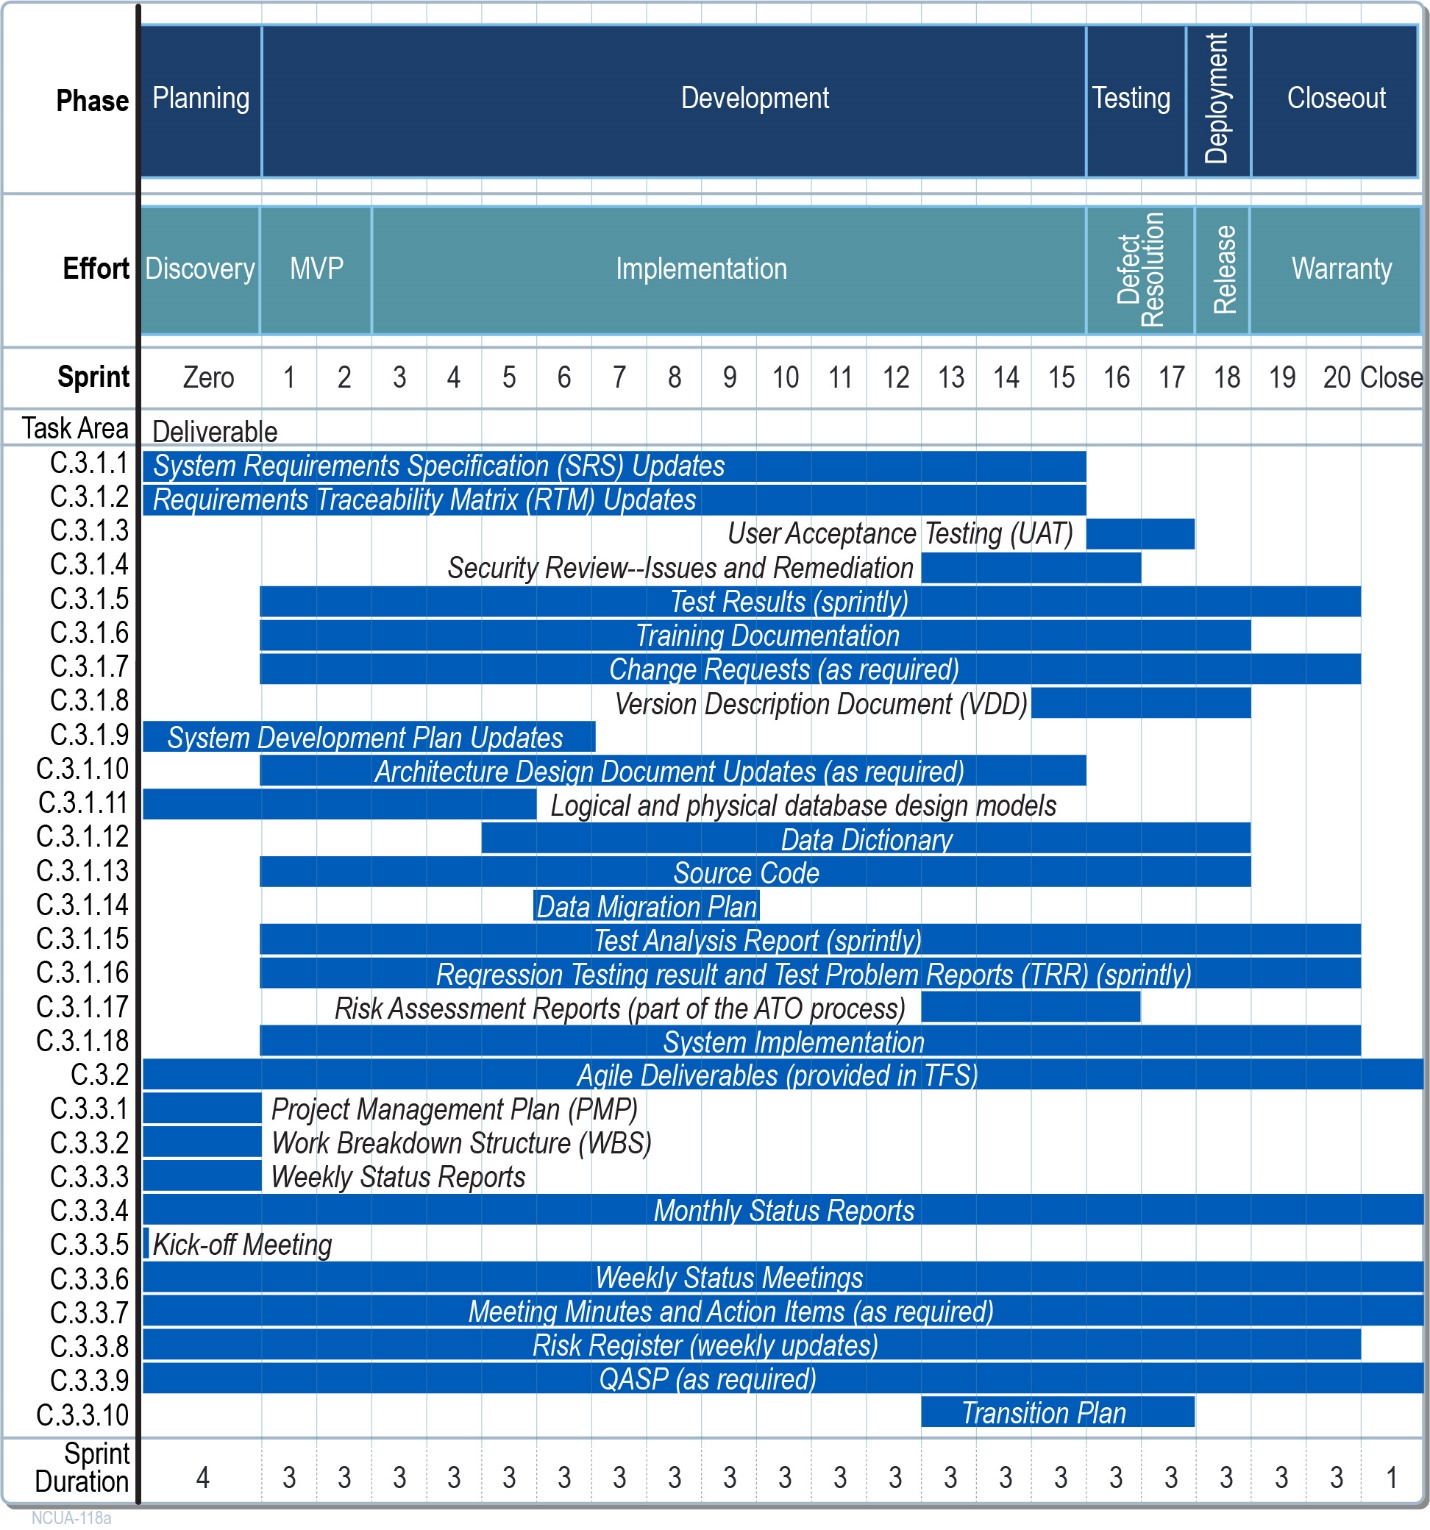 Phase Planning Development Testing Deployment Closeout
Effort Discovery MVP Implementation Defect Resolution Release Warranty
Sprint Zero 1 2 3 4 5 6 7 8 9 10 11 12 13 14 15 16 17 18 19 20 Close
Task Area Deliverable
C.3.1.1 System Requirements Specification (SRS) Updates
C.3.1.2 Requirements Traceability Matrix (RTM) Updates
C.3.1.3 User Acceptance Testing (UAT)
C.3.1.4 Security Review--Issues and Remediation
C.3.1.5 Test Results (sprintly)
C.3.1.6 Training Documentation
C.3.1.7 Change Requests (as required)
C.3.1.8 Version Description Document (VDD)
C.3.1.9 System Development Plan Updates
C.3.1.10 Architecture Design Document Updates (as required)
C.3.1.11 Logical and physical database design models
C.3.1.12 Data Dictionary
C.3.1.13 Source Code
C.3.1.14 Data Migration Plan
C.3.1.15 Test Analysis Report (sprintly)
C.3.1.16 Regression Testing result and Test Problem Reports (TRR) (sprintly)
C.3.1.17 Risk Assessment Reports (part of the ATO process)
C.3.1.18 System Implementation
C.3.2 Agile Deliverables (provided in TFS)
C.3.3.1 Project Management Plan (PMP)
C.3.3.2 Work Breakdown Structure (WBS)
C.3.3.3 Weekly Status Reports
C.3.3.4 Monthly Status Reports
C.3.3.5 Kick-off Meeting
C.3.3.6 Weekly Status Meetings
C.3.3.7 Meeting Minutes and Action Items (as required)
C.3.3.8 Risk Register (weekly updates)
C.3.3.9 QASP (as required)
C.3.3.10 Transition Plan
Sprint
Duration 4 3 3 3 3 3 3 3 3 3 3 3 3 3 3 3 3 3 3 3 3 1
NCUA-118a